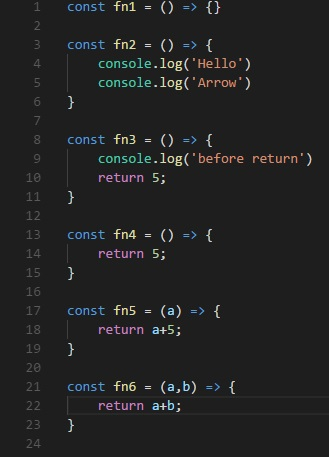 1 const fn1 = () => {}
2
3 const fn2 = () => {
4     console.log('Hello')
5     console.log('Arrow')
6 }
7
8 const fn3 = () => {
9     console.log('before return')
10     return 5;
11 }
12
13 const fn4 = () => {
14     return 5;
15 }
16
17 const fn5 = (a) => {
18     return a+5;
19 }
20
21 const fn6 = (a,b) => {
22     return a+b;
23 }
24